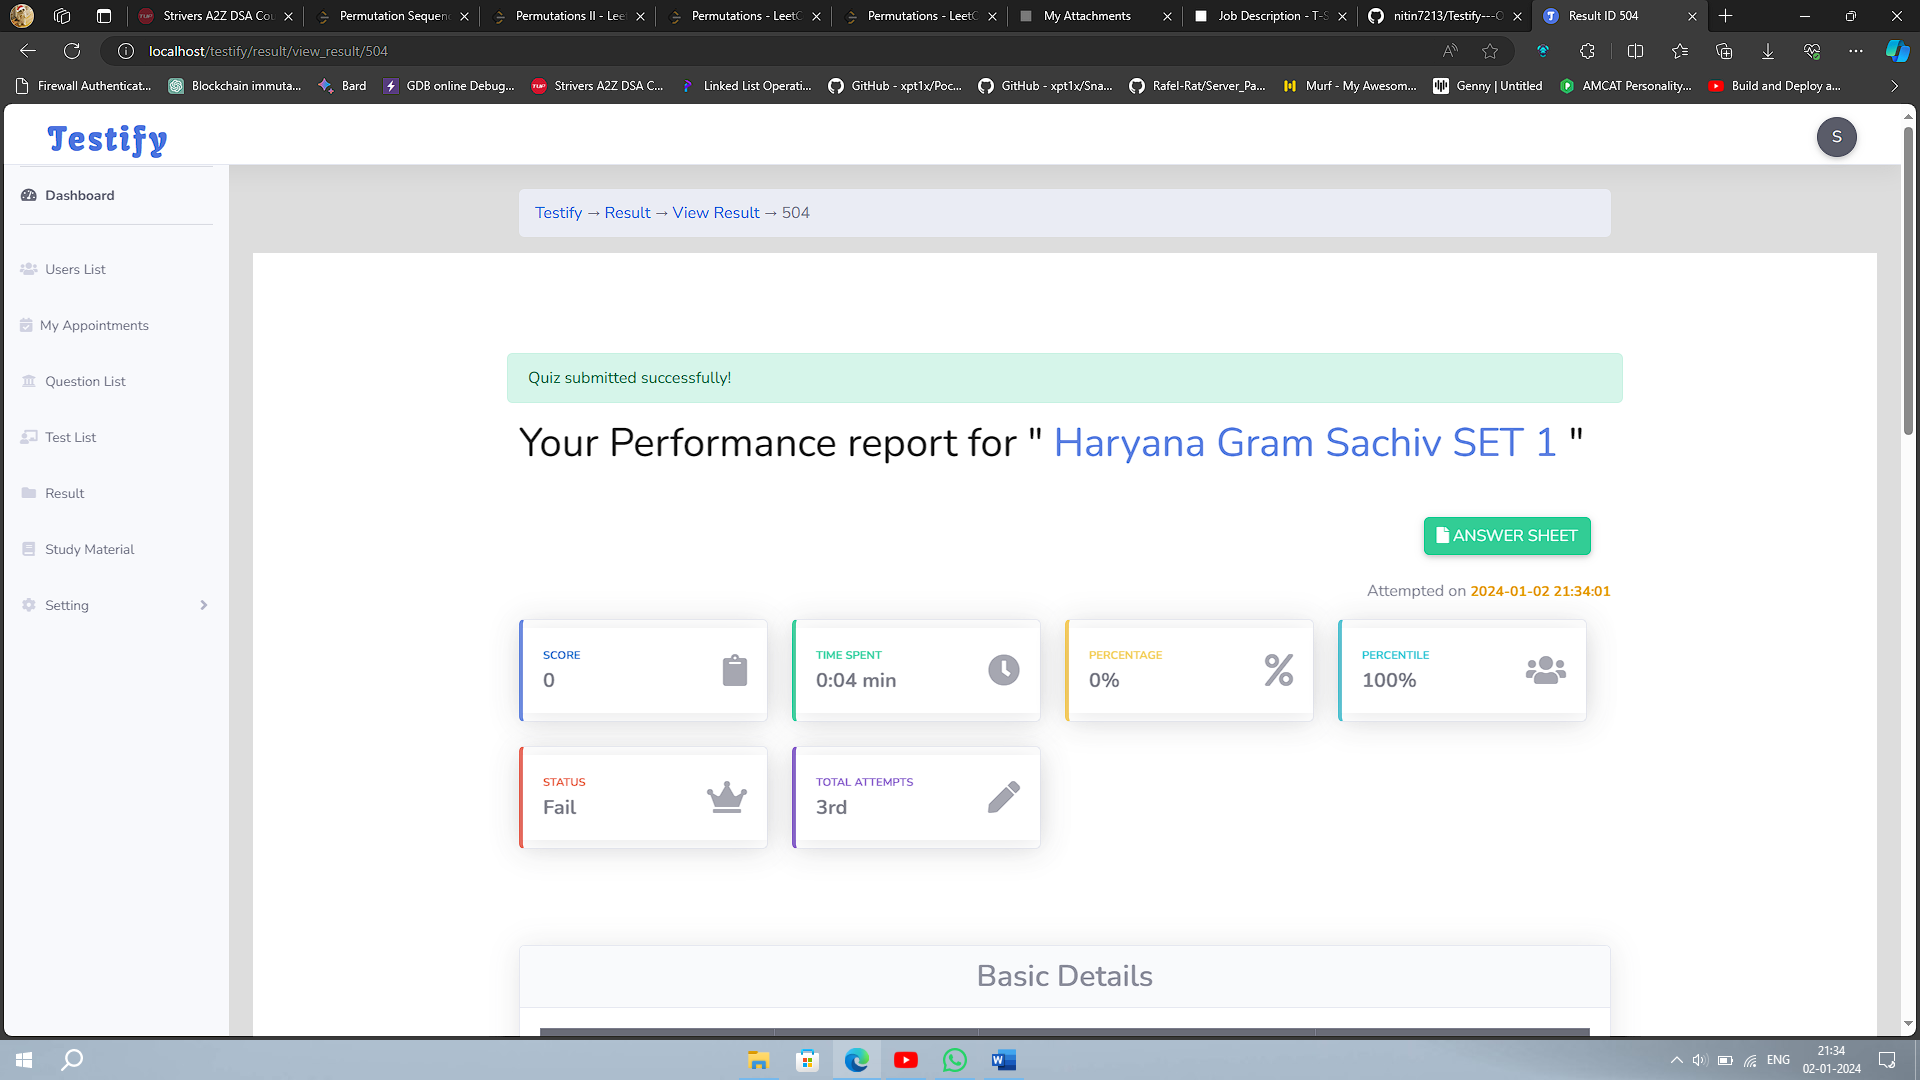 Strivers A2Z DSA Cou
Permutation Sequenc
Permutations II - Leet
Permutations - LeetC
Permutations - LeetC
My Attachments
Job Description - T-S
nitin7213/Testify---O
Result ID 504
localhost/testify/result/view_result/504
Firewall Authenticat...
Blockchain immuta...
Bard
GDB online Debug...
Strivers A2Z DSA C...
Linked List Operati...
GitHub - xpt1x/Poc...
GitHub - xpt1x/Sna...
Rafel-Rat/Server_Pa...
Murf - My Awesom...
Genny | Untitled
AMCAT Personality...
Build and Deploy a...
Testify
S
Dashboard
Users List
My Appointments
Question List
Test List
Result
Study Material
Setting
Testify → Result → View Result → 504
Quiz submitted successfully!
Your Performance report for " Haryana Gram Sachiv SET 1 "
ANSWER SHEET
Attempted on 2024-01-02 21:34:01
SCORE
0
TIME SPENT
0:04 min
PERCENTAGE
0%
PERCENTILE
100%
STATUS
Fail
TOTAL ATTEMPTS
3rd
Basic Details
ENG
21:34
02-01-2024